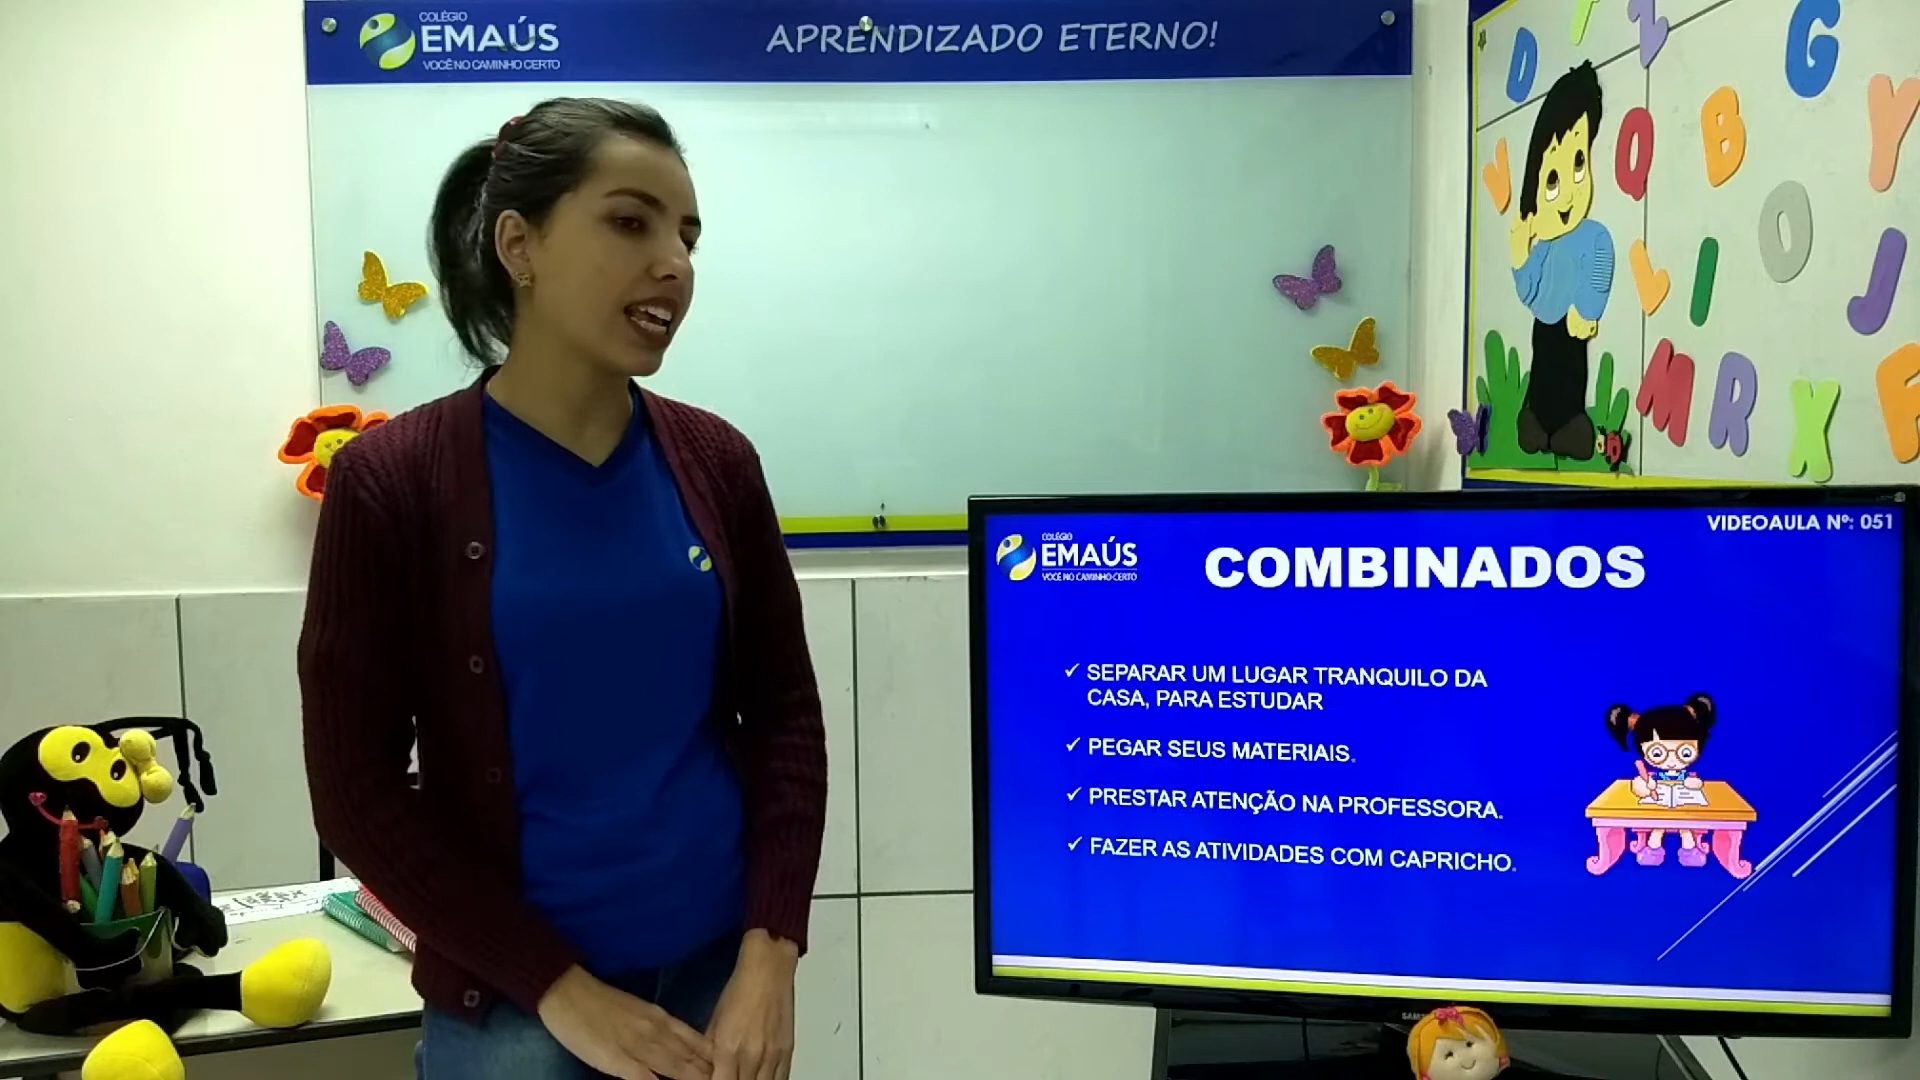 COLÉGIO
EMAÚS
VOCÊ NO CAMINHO CERTO
APRENDIZADO ETERNO!
D
Z
G
V
Q
B
Y
L
I
O
J
M
R
X
F
VIDEOAULA Nº: 051
COLÉGIO
EMAÚS
VOCÊ NO CAMINHO CERTO
COMBINADOS
✓ SEPARAR UM LUGAR TRANQUILO DA
CASA, PARA ESTUDAR
✓ PEGAR SEUS MATERIAIS.
✓ PRESTAR ATENÇÃO NA PROFESSORA.
✓ FAZER AS ATIVIDADES COM CAPRICHO.